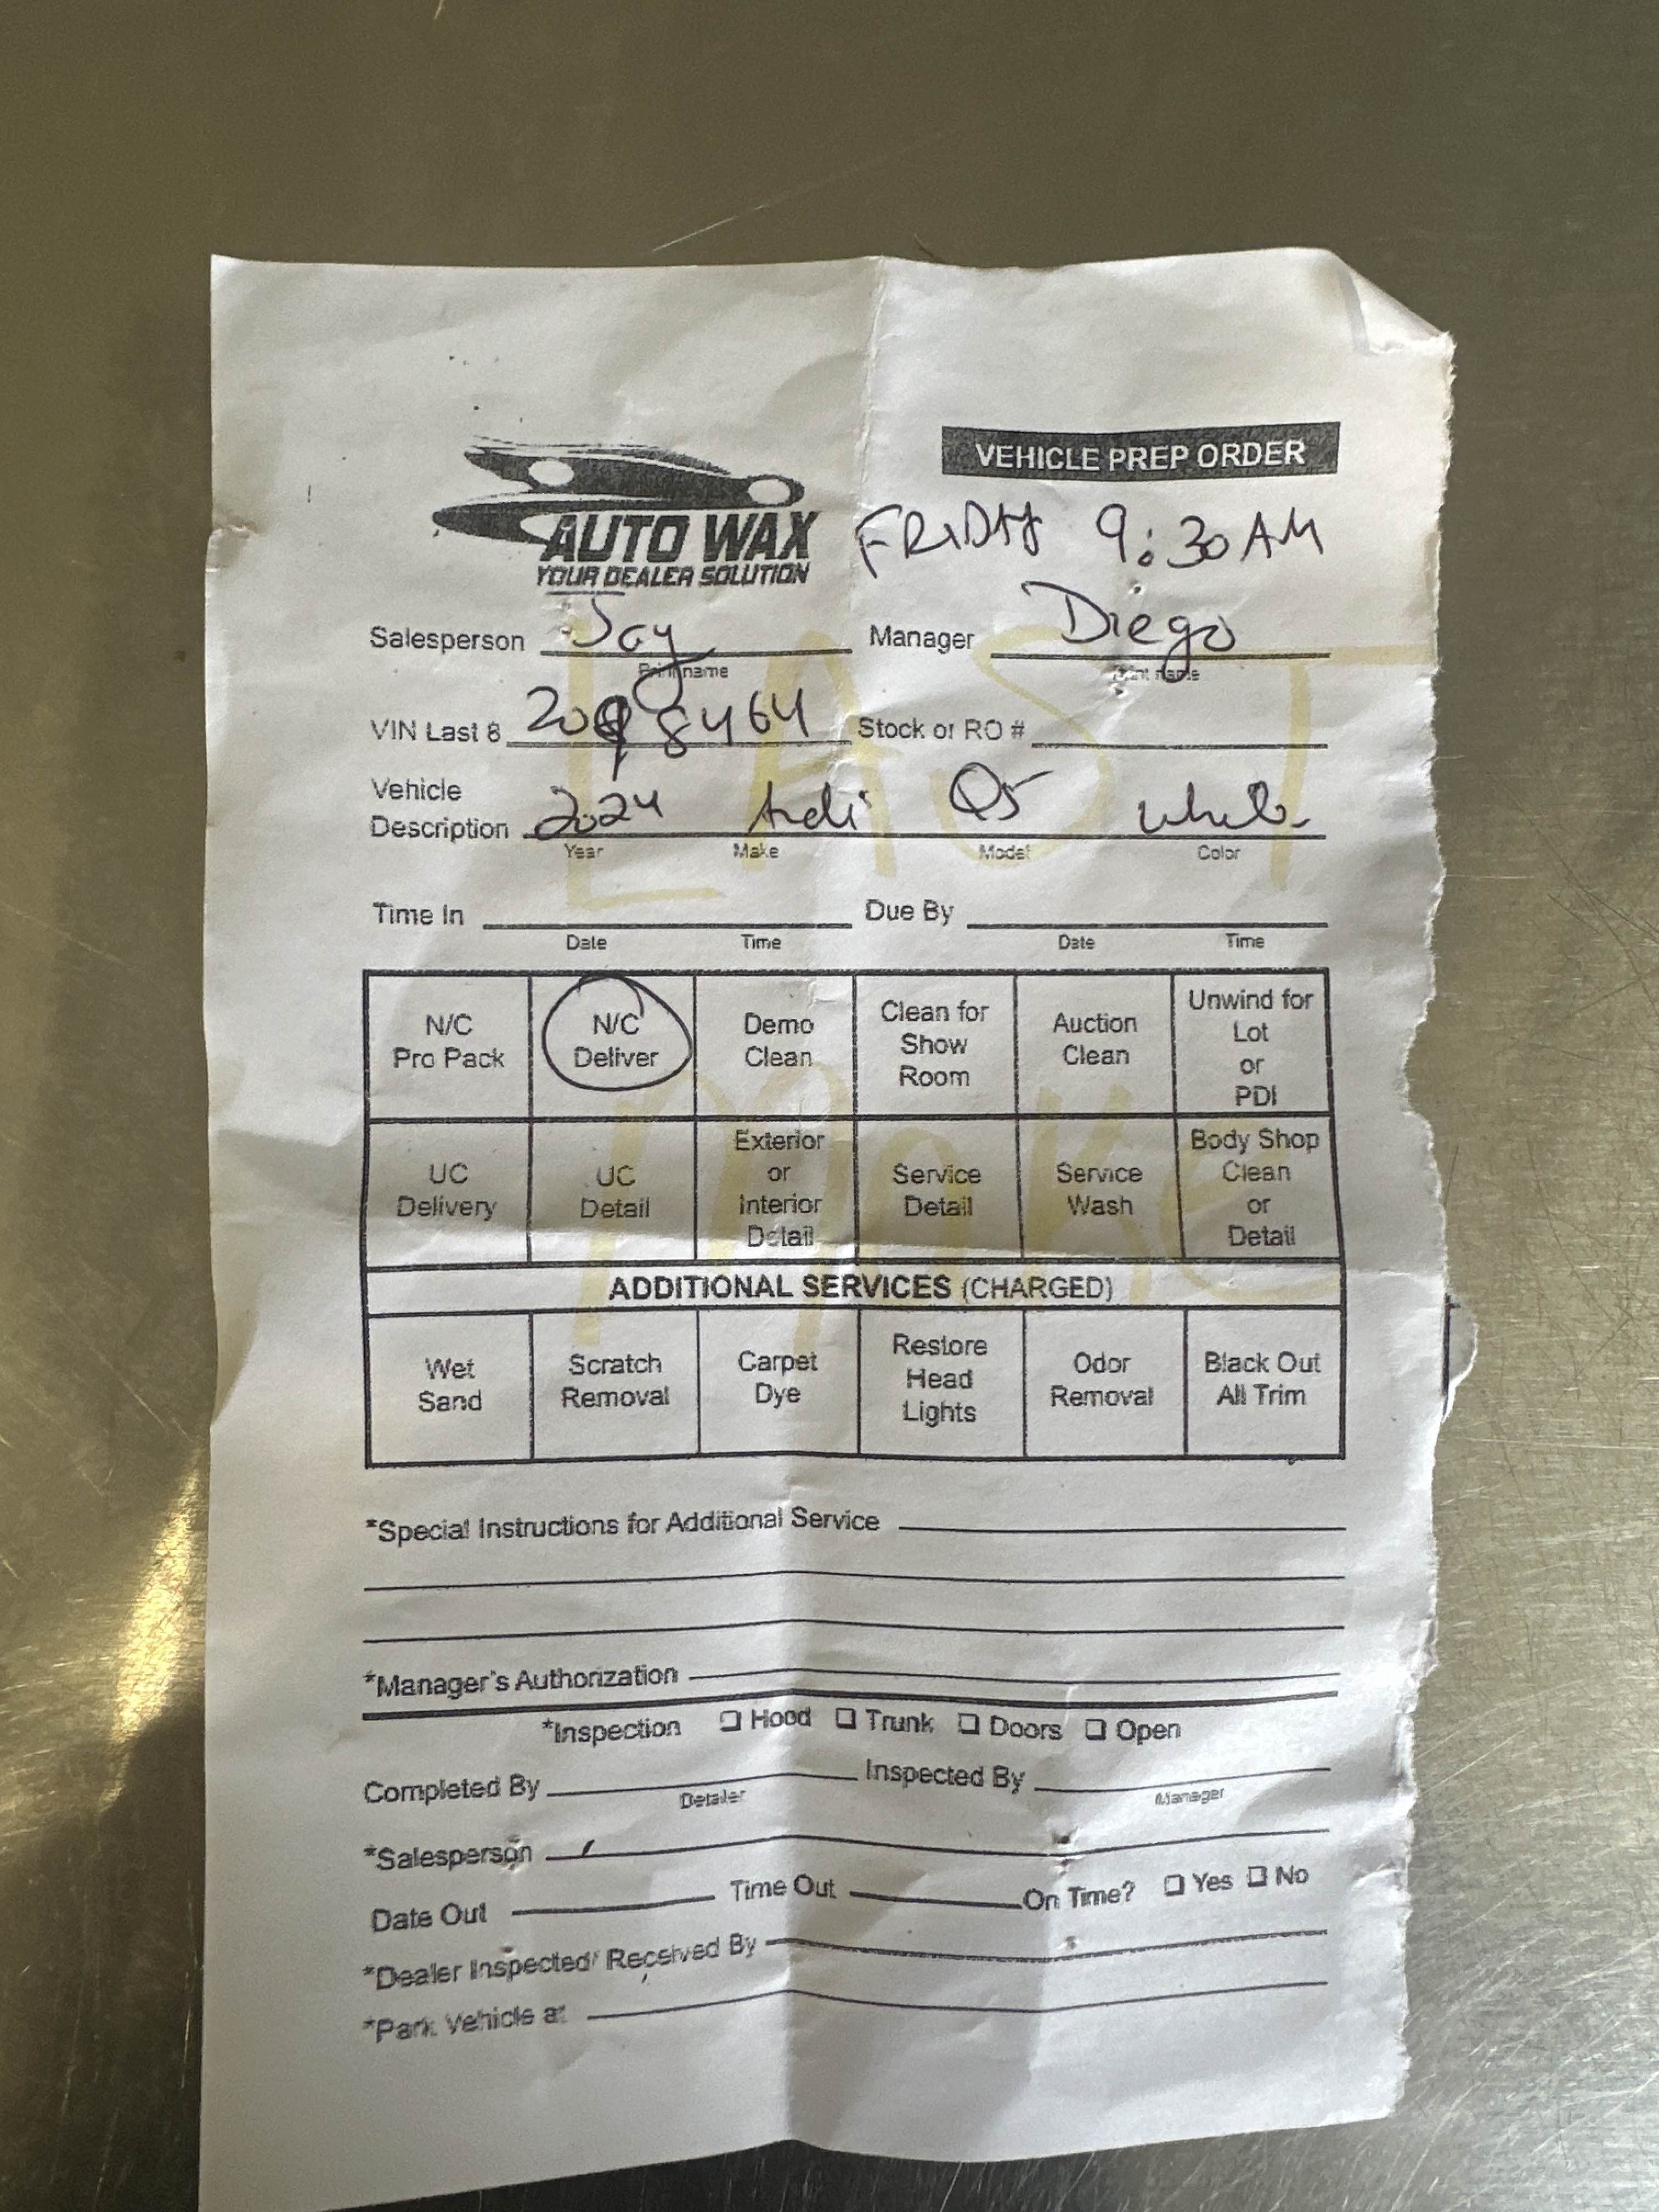 VEHICLE PREP ORDER
AUTO WAX
YOUR DEALER SOLUTION
FRIDAY 9:30 AM
Salesperson Jay Manager Diego
Print name Print name
VIN Last 8 8464 Stock or RO #
Vehicle
Description 2024 Audi Q5 white
Year Make Model Color
LAST
Time In Due By
Date Time Date Time
N/C Pro Pack N/C Deliver Demo Clean Clean for Show Room Auction Clean Unwind for Lot or PDI
UC Delivery UC Detail Exterior or Interior Detail Service Detail Service Wash Body Shop Clean or Detail
ADDITIONAL SERVICES (CHARGED)
Wet Sand Scratch Removal Carpet Dye Restore Head Lights Odor Removal Black Out All Trim
*Special Instructions for Additional Service
*Manager's Authorization
*Inspection ❏ Hood ❏ Trunk ❏ Doors ❏ Open
Completed By Inspected By
Detailer Manager
*Salesperson
Date Out Time Out On Time? ❏ Yes ❏ No
*Dealer Inspected/ Received By
*Park Vehicle at